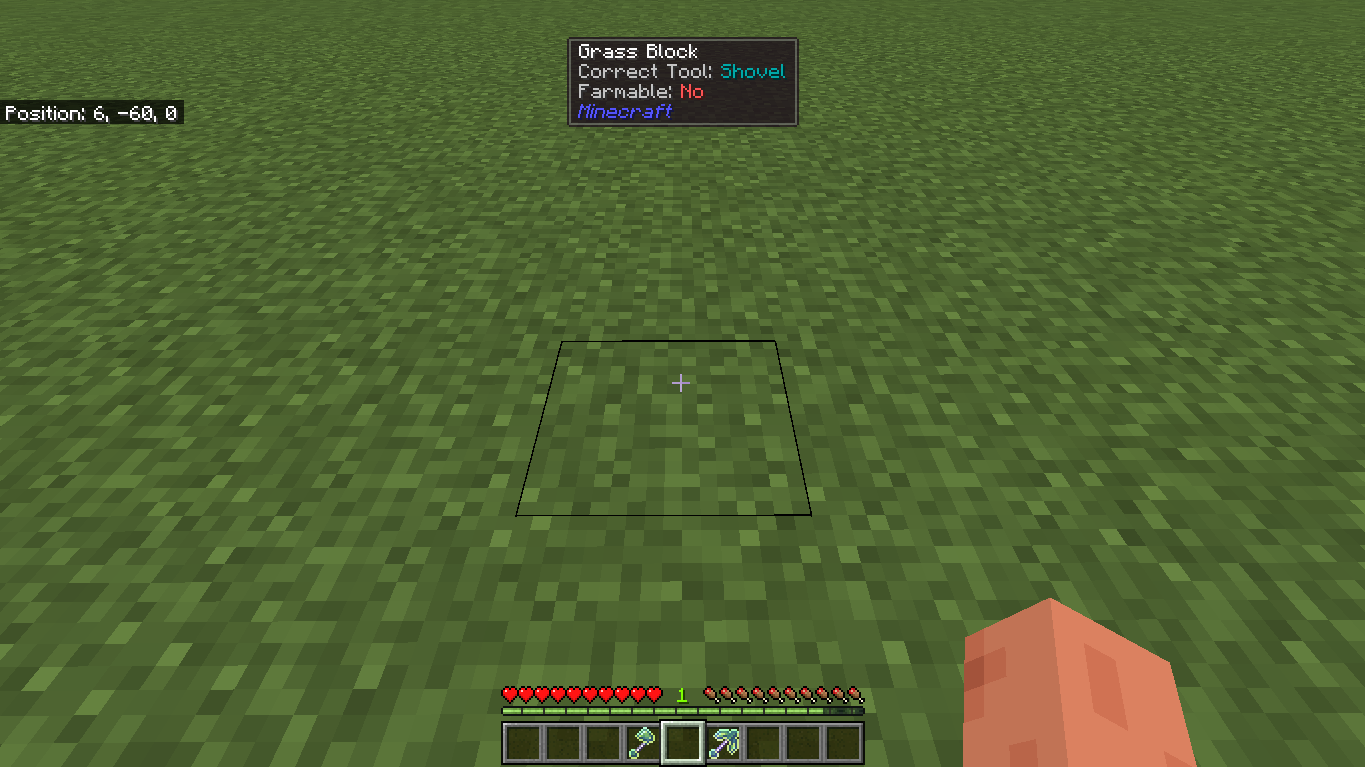 Grass Block
Correct Tool: Shovel
Farmable: No
Minecraft
Position: 6, -60, 0
1